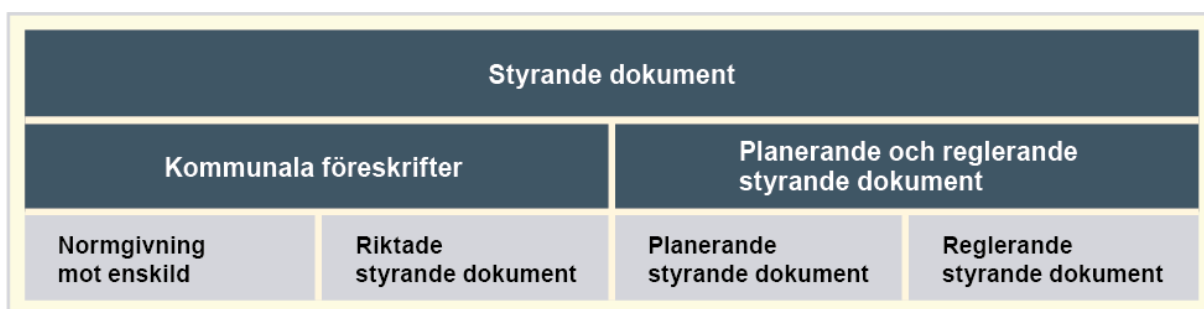 Styrande dokument
Kommunala föreskrifter
Planerande och reglerande
styrande dokument
Normgivning
mot enskild
Riktade
styrande dokument
Planerande
styrande dokument
Reglerande
styrande dokument